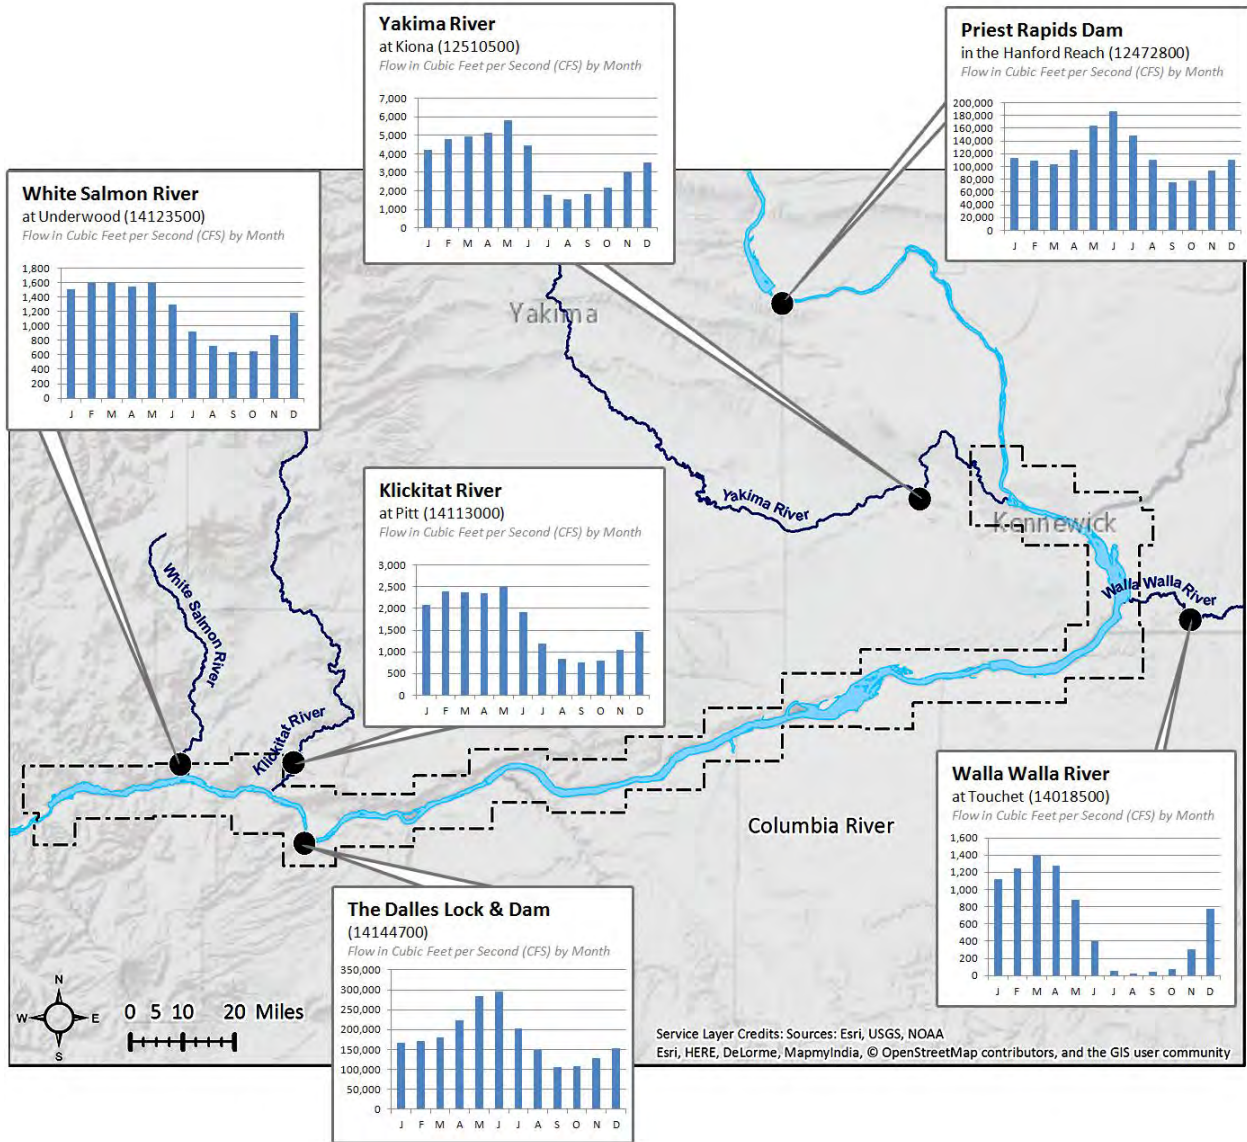 Yakima River
at Kiona (12510500)
Flow in Cubic Feet per Second (CFS) by Month
7,000
6,000
5,000
4,000
3,000
2,000
1,000
0
J F M A M J J A S O N D
Priest Rapids Dam
in the Hanford Reach (12472800)
Flow in Cubic Feet per Second (CFS) by Month
200,000
180,000
160,000
140,000
120,000
100,000
80,000
60,000
40,000
20,000
0
J F M A M J J A S O N D
White Salmon River
at Underwood (14123500)
Flow in Cubic Feet per Second (CFS) by Month
1,800
1,600
1,400
1,200
1,000
800
600
400
200
0
J F M A M J J A S O N D
Yakima
Klickitat River
at Pitt (14113000)
Flow in Cubic Feet per Second (CFS) by Month
3,000
2,500
2,000
1,500
1,000
500
0
J F M A M J J A S O N D
Yakima River
Kennewick
Walla Walla River
White Salmon River
Klickitat River
Columbia River
Walla Walla River
at Touchet (14018500)
Flow in Cubic Feet per Second (CFS) by Month
1,600
1,400
1,200
1,000
800
600
400
200
0
J F M A M J J A S O N D
The Dalles Lock & Dam
(14144700)
Flow in Cubic Feet per Second (CFS) by Month
350,000
300,000
250,000
200,000
150,000
100,000
50,000
0
J F M A M J J A S O N D
N
W E
S
0 5 10 20 Miles
Service Layer Credits: Sources: Esri, USGS, NOAA
Esri, HERE, DeLorme, MapmyIndia, © OpenStreetMap contributors, and the GIS user community